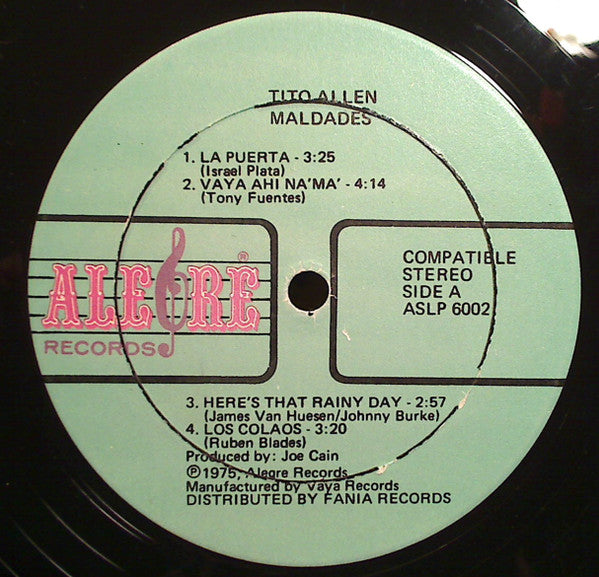 TITO ALLEN
MALDADES
1. LA PUERTA - 3:25
(Israel Plata)
2. VAYA AHI NA'MA' - 4:14
(Tony Fuentes)
ALEGRE ®
RECORDS
COMPATIBLE
STEREO
SIDE A
ASLP 6002
3. HERE'S THAT RAINY DAY - 2:57
(James Van Huesen/Johnny Burke)
4. LOS COLAOS - 3:20
(Ruben Blades)
Produced by: Joe Cain
℗1975, Alegre Records
Manufactured by Vaya Records
DISTRIBUTED BY FANIA RECORDS